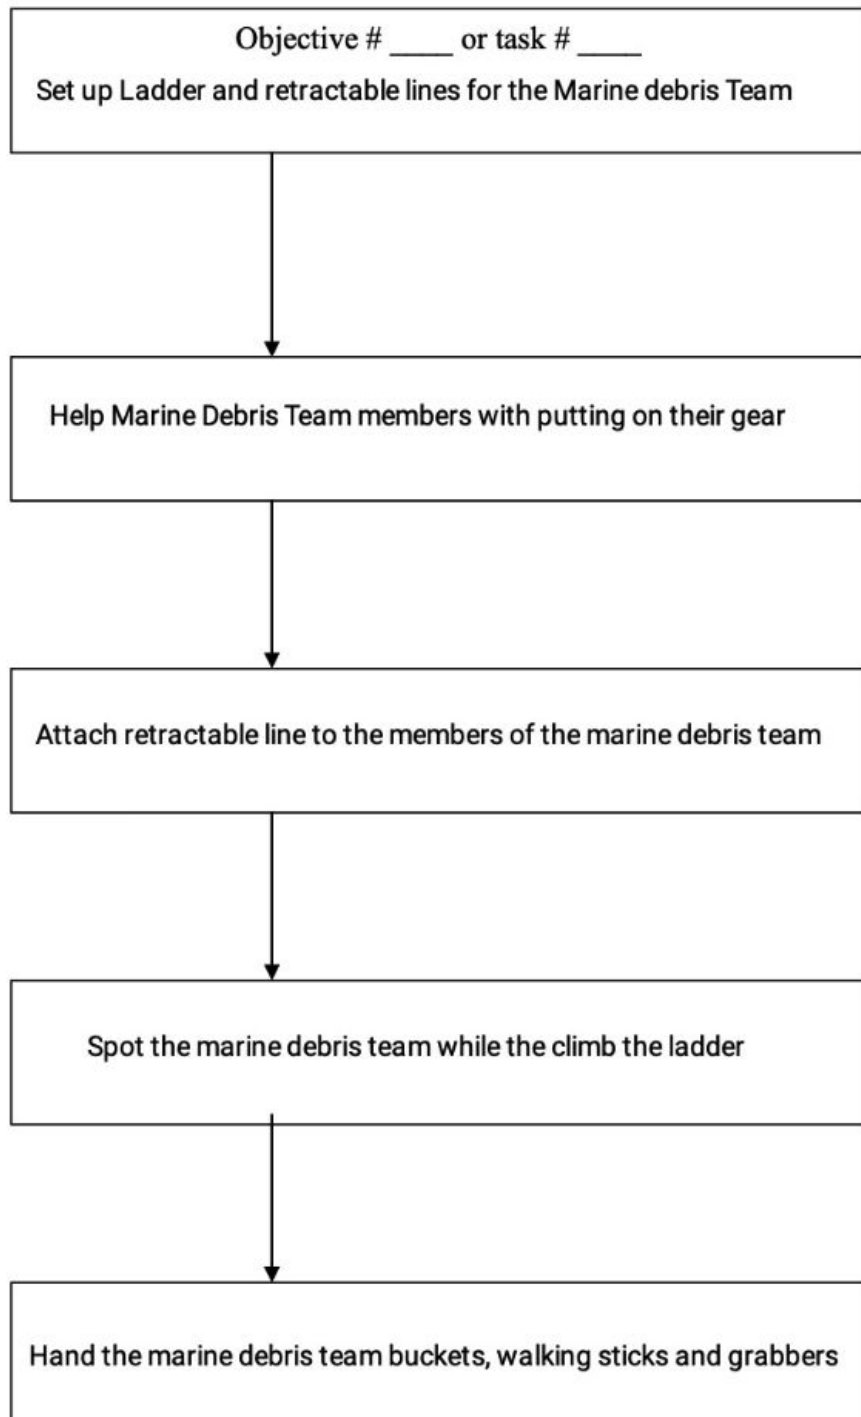 Objective # ____ or task # ____
Set up Ladder and retractable lines for the Marine debris Team
Help Marine Debris Team members with putting on their gear
Attach retractable line to the members of the marine debris team
Spot the marine debris team while the climb the ladder
Hand the marine debris team buckets, walking sticks and grabbers